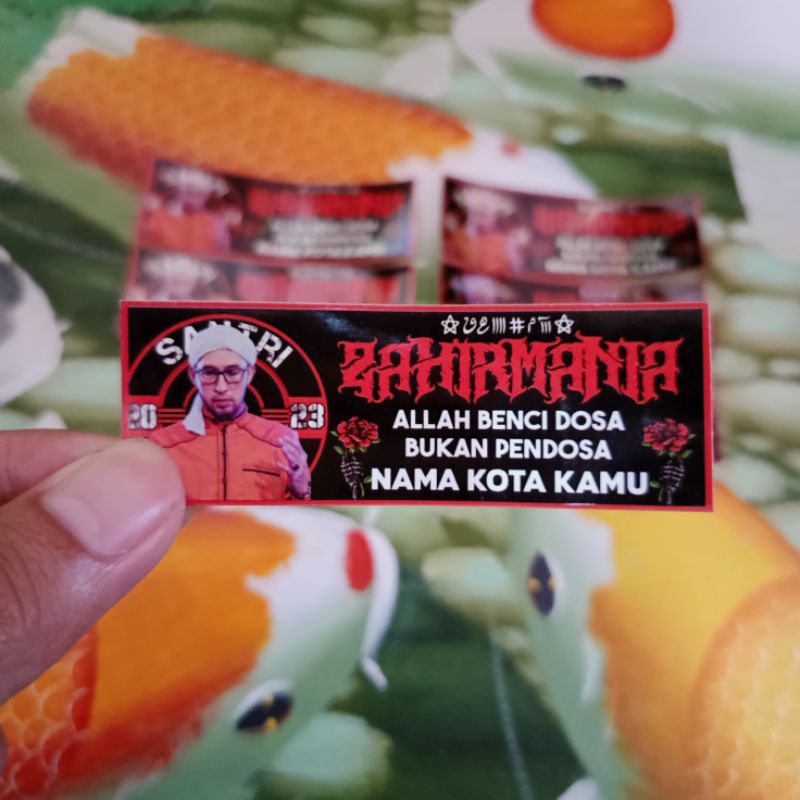 SANTRI
20 23
ZAHIRMANIA
ALLAH BENCI DOSA
BUKAN PENDOSA
NAMA KOTA KAMU